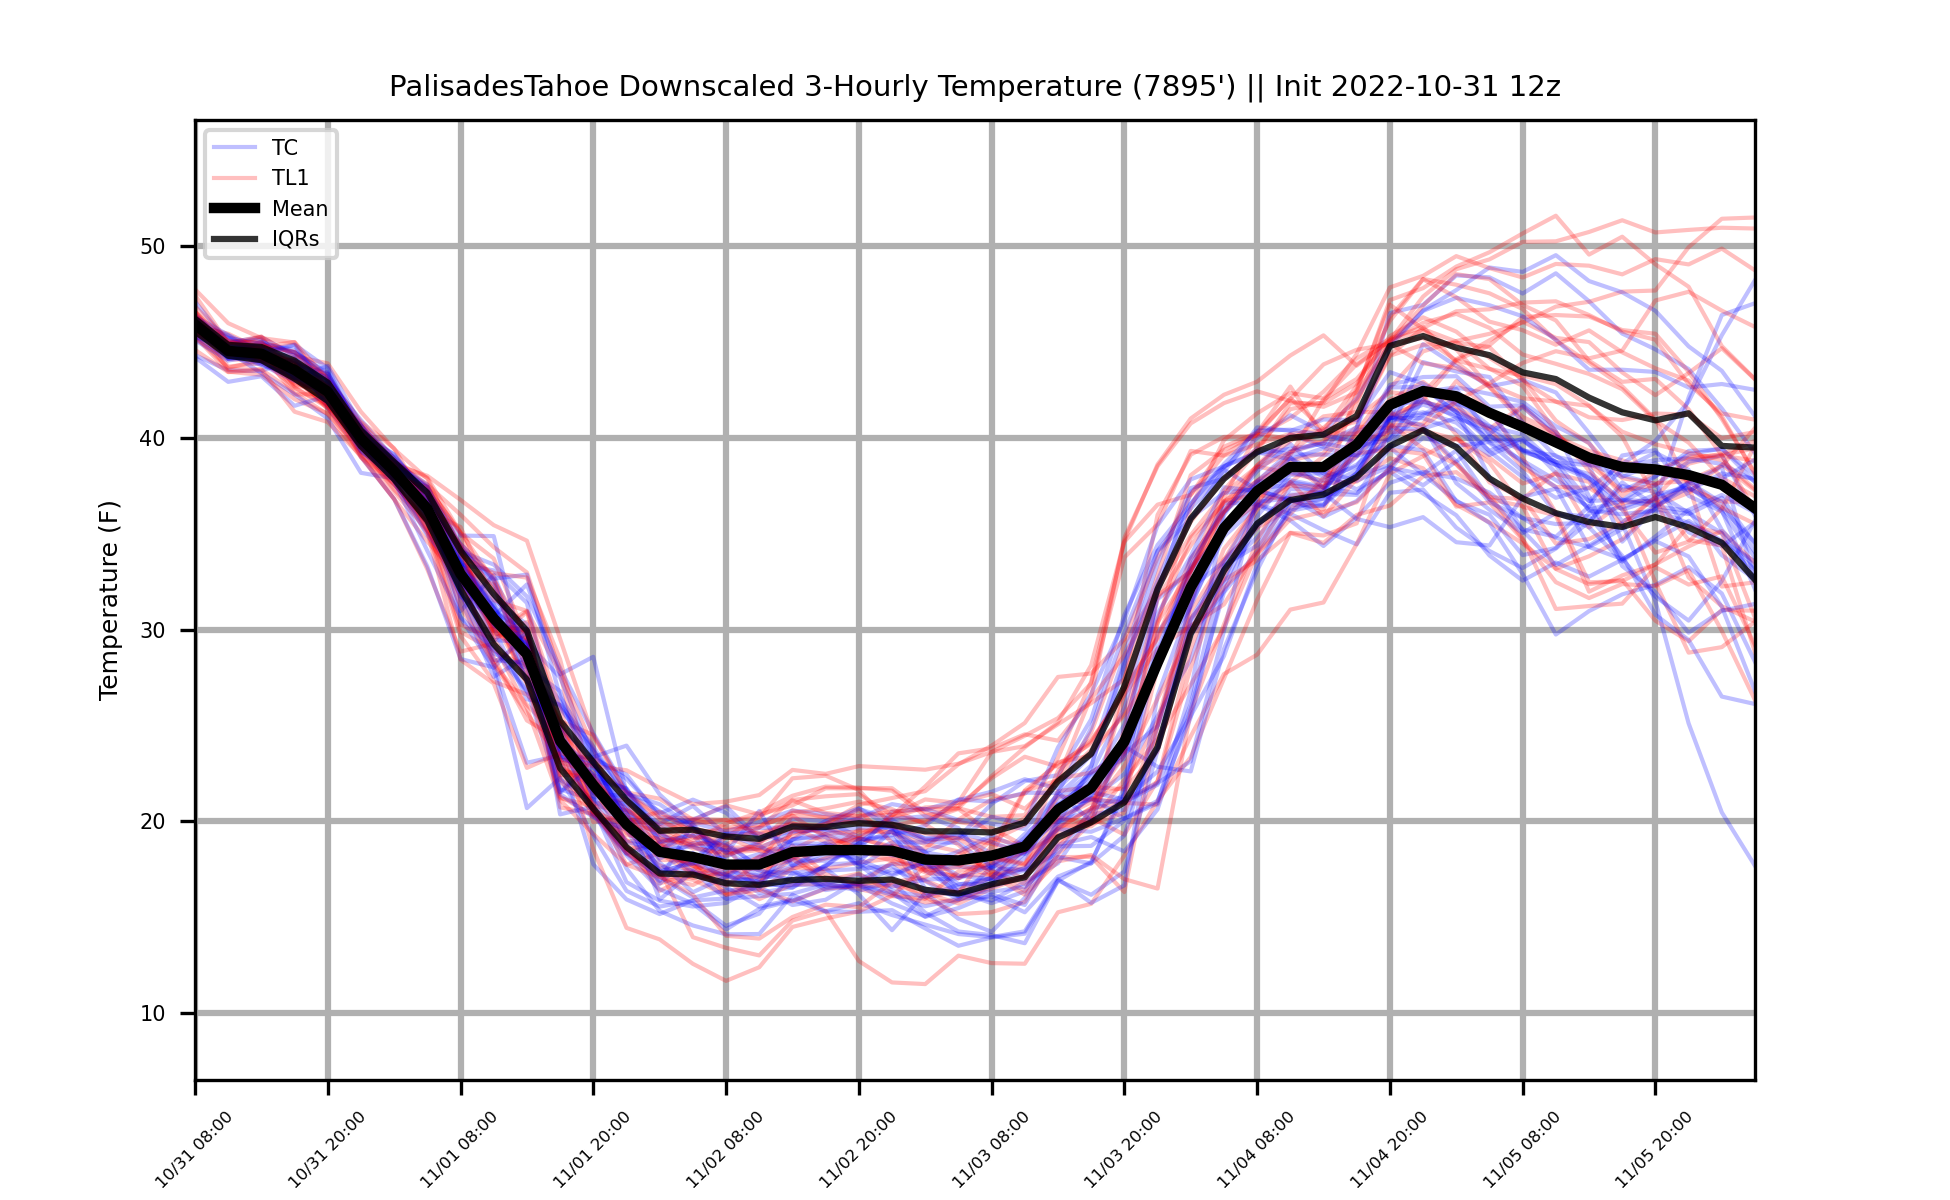 PalisadesTahoe Downscaled 3-Hourly Temperature (7895') || Init 2022-10-31 12z
TC
TL1
Mean
IQRs
Temperature (F)
50
40
30
20
10
10/31 08:00
10/31 20:00
11/01 08:00
11/01 20:00
11/02 08:00
11/02 20:00
11/03 08:00
11/03 20:00
11/04 08:00
11/04 20:00
11/05 08:00
11/05 20:00